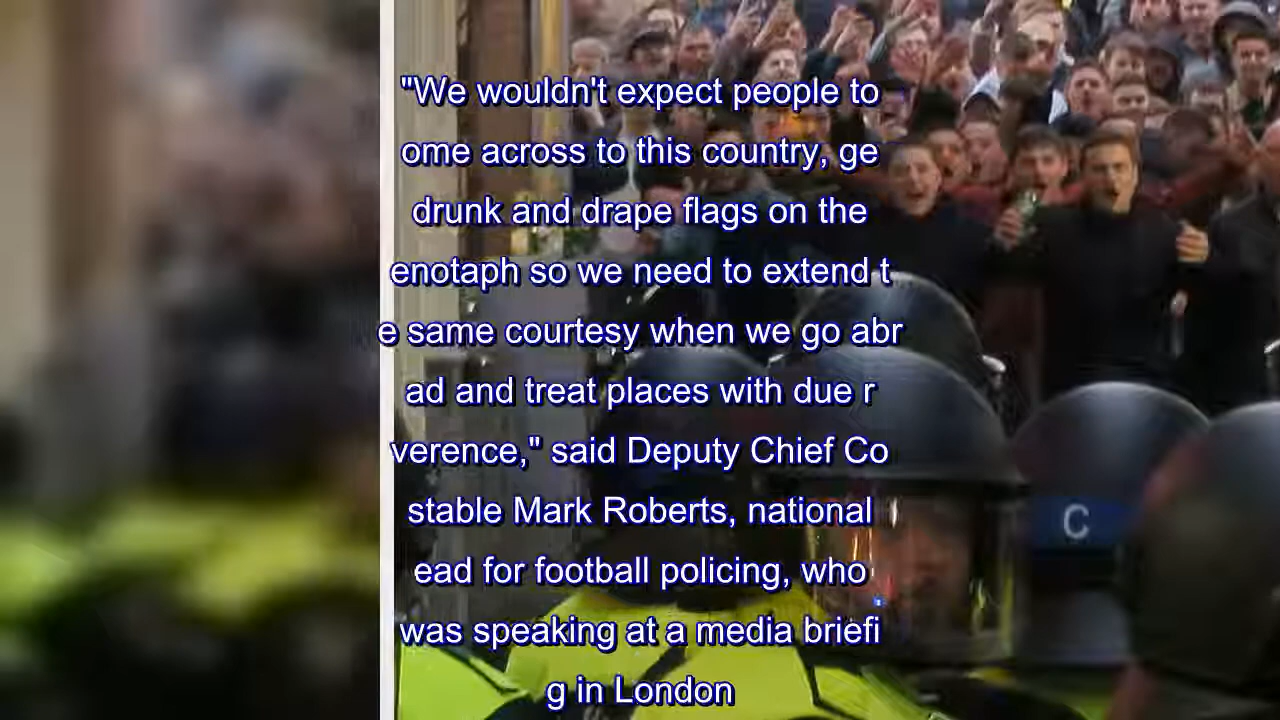 "We wouldn't expect people to
ome across to this country, ge
drunk and drape flags on the
enotaph so we need to extend t
e same courtesy when we go abr
ad and treat places with due r
verence," said Deputy Chief Co
stable Mark Roberts, national
ead for football policing, who
was speaking at a media briefi
g in London
C